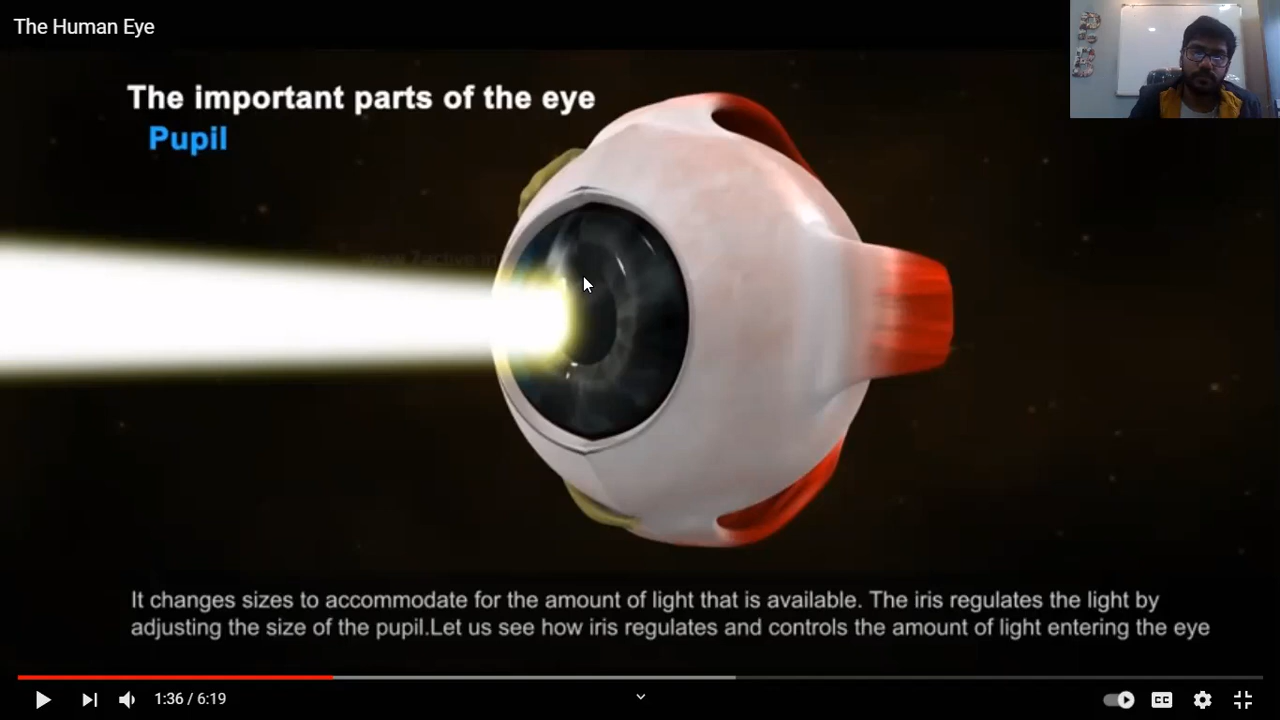 The Human Eye
The important parts of the eye
Pupil
It changes sizes to accommodate for the amount of light that is available. The iris regulates the light by
adjusting the size of the pupil.Let us see how iris regulates and controls the amount of light entering the eye
1:36 / 6:19
CC